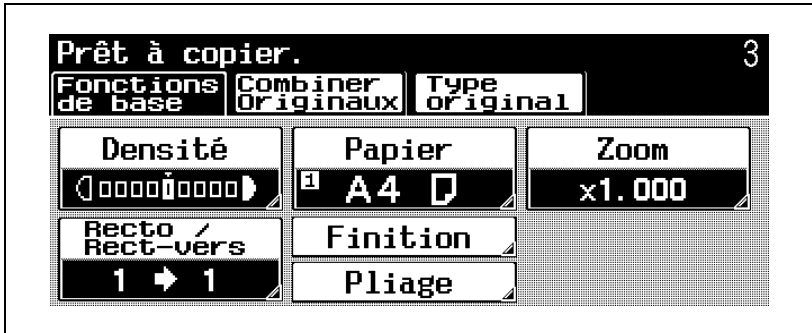 Prêt à copier. 3
Fonctions de base
Combiner Originaux
Type original
Densité
Papier
Zoom
1 A4
x1.000
Recto / Rect-vers
Finition
1 → 1
Pliage